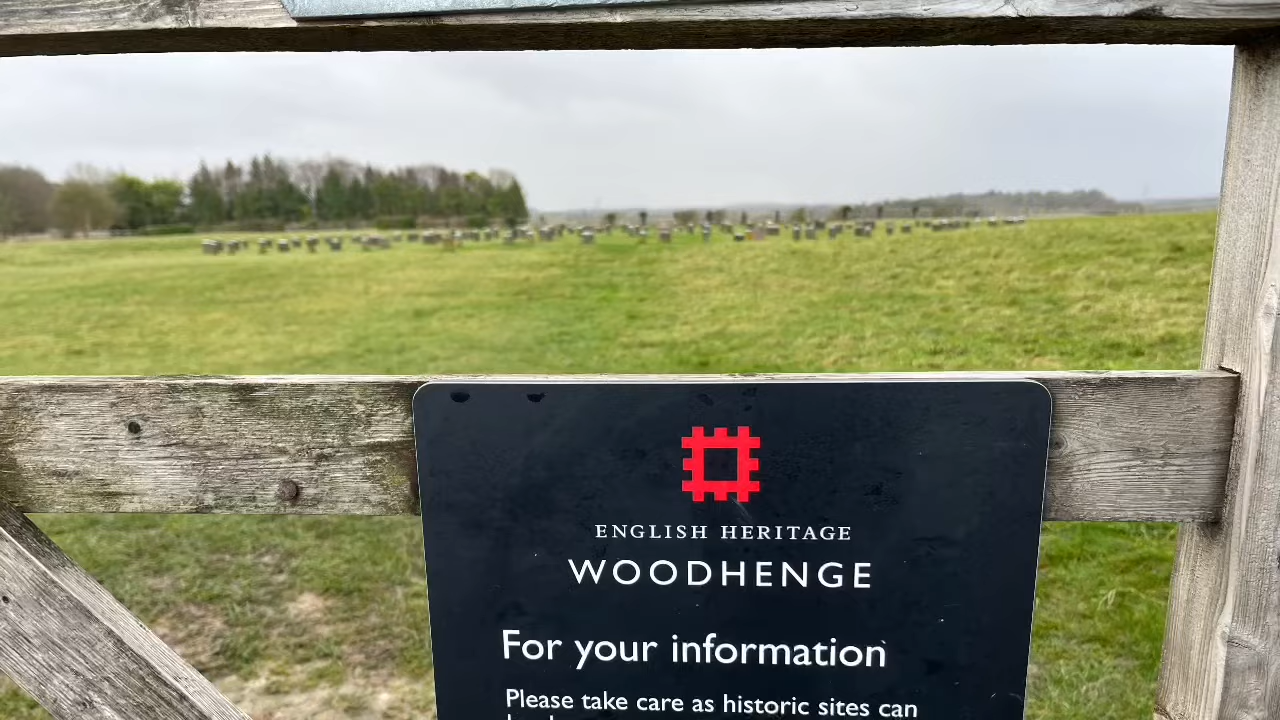 ENGLISH HERITAGE
WOODHENGE
For your information
Please take care as historic sites can